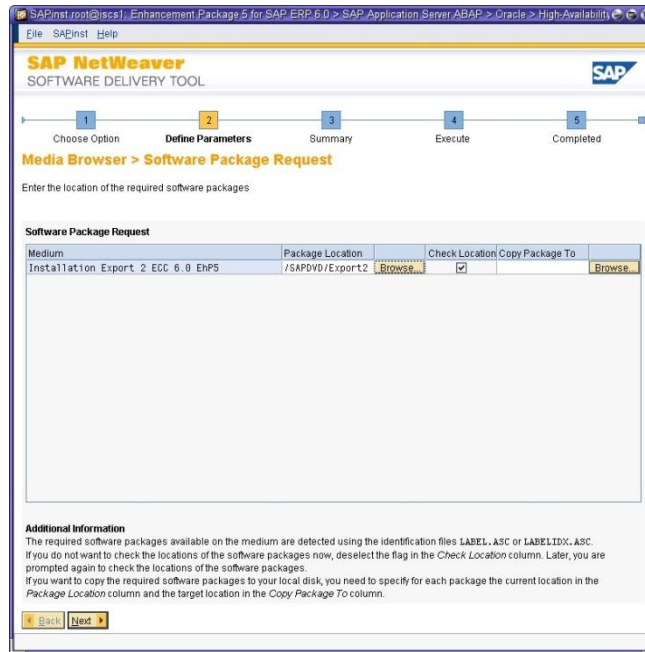 SAPinst root@jscs1: Enhancement Package 5 for SAP ERP 6.0 > SAP Application Server ABAP > Oracle > High-Availability
File SAPinst Help
SAP NetWeaver
SOFTWARE DELIVERY TOOL
SAP
1 2 3 4 5
Choose Option Define Parameters Summary Execute Completed
Media Browser > Software Package Request
Enter the location of the required software packages
Software Package Request
Medium Package Location Check Location Copy Package To
Installation Export 2 ECC 6.0 EhP5 /SAPDVD/Export2 Browse... Browse...
Additional Information
The required software packages available on the medium are detected using the identification files LABEL.ASC or LABELIDX.ASC.
If you do not want to check the locations of the software packages now, deselect the flag in the Check Location column. Later, you are
prompted again to check the locations of the software packages.
If you want to copy the required software packages to your local disk, you need to specify for each package the current location in the
Package Location column and the target location in the Copy Package To column.
Back Next